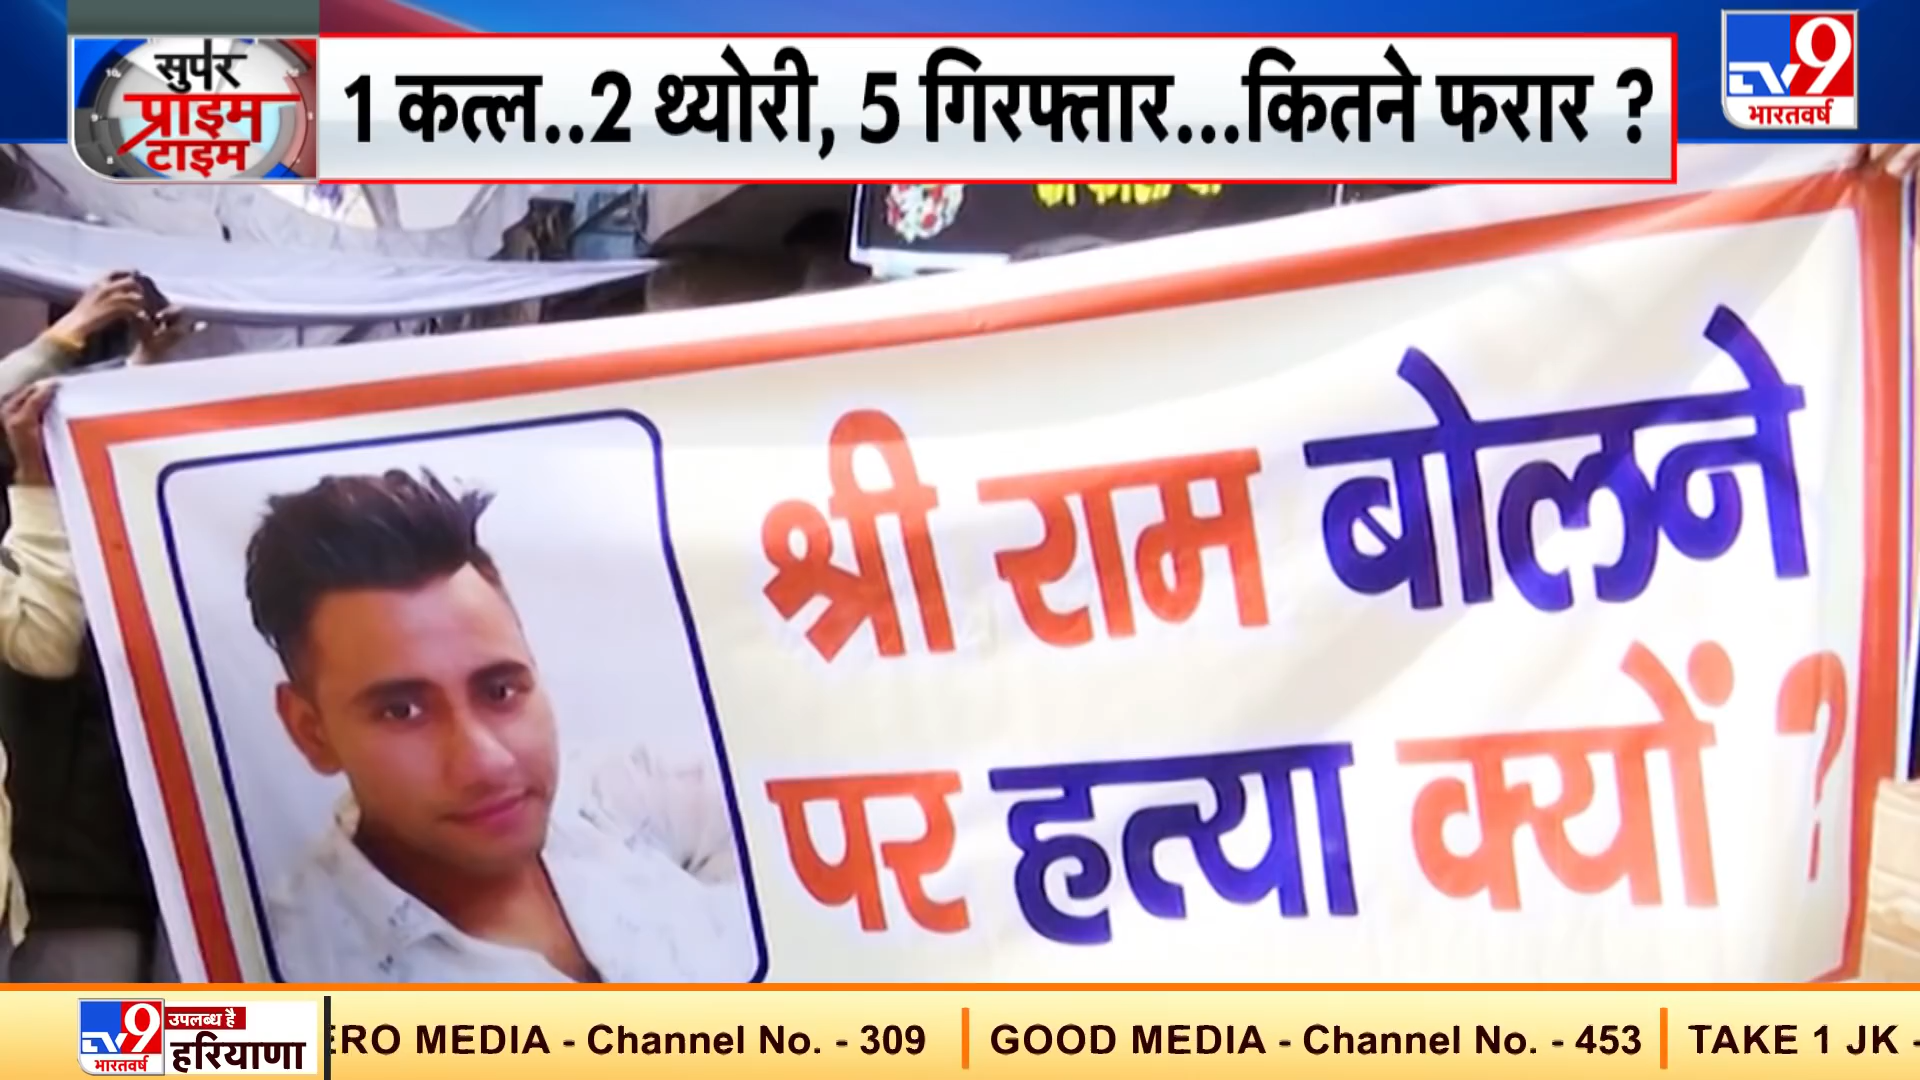 सुपर
प्राइम
टाइम
1 कत्ल..2 थ्योरी, 5 गिरफ्तार...कितने फरार ?
TV9
भारतवर्ष
श्री राम बोलने
पर हत्या क्यों ?
TV9
भारतवर्ष
उपलब्ध है
हरियाणा
ERO MEDIA - Channel No. - 309
GOOD MEDIA - Channel No. - 453
TAKE 1 JK -